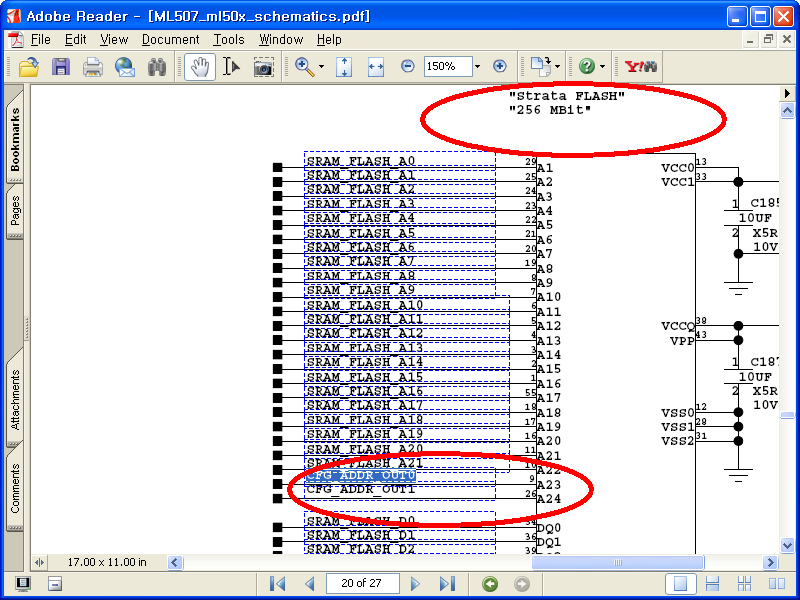 Adobe Reader - [ML507_ml50x_schematics.pdf]
File Edit View Document Tools Window Help
150%
Y!
Bookmarks
Pages
Attachments
Comments
"Strata FLASH"
"256 MBit"
SRAM_FLASH_A0 29 A1
SRAM_FLASH_A1 25 A2
SRAM_FLASH_A2 24 A3
SRAM_FLASH_A3 23 A4
SRAM_FLASH_A4 22 A5
SRAM_FLASH_A5 21 A6
SRAM_FLASH_A6 20 A7
SRAM_FLASH_A7 19 A8
SRAM_FLASH_A8 8 A9
SRAM_FLASH_A9 7 A10
SRAM_FLASH_A10 6 A11
SRAM_FLASH_A11 5 A12
SRAM_FLASH_A12 4 A13
SRAM_FLASH_A13 3 A14
SRAM_FLASH_A14 2 A15
SRAM_FLASH_A15 1 A16
SRAM_FLASH_A16 55 A17
SRAM_FLASH_A17 18 A18
SRAM_FLASH_A18 17 A19
SRAM_FLASH_A19 16 A20
SRAM_FLASH_A20 11 A21
SRAM_FLASH_A21 10 A22
CFG_ADDR_OUT0 9 A23
CFG_ADDR_OUT1 26 A24
SRAM_FLASH_D0 34 DQ0
SRAM_FLASH_D1 36 DQ1
SRAM_FLASH_D2 39
VCC0 13
VCC1 33
1 C185
10UF
2 X5R
10V
VCCQ 38
VPP 43
1 C187
10UF
2 X5R
10V
VSS0 12
VSS1 28
VSS2 31
17.00 x 11.00 in
20 of 27